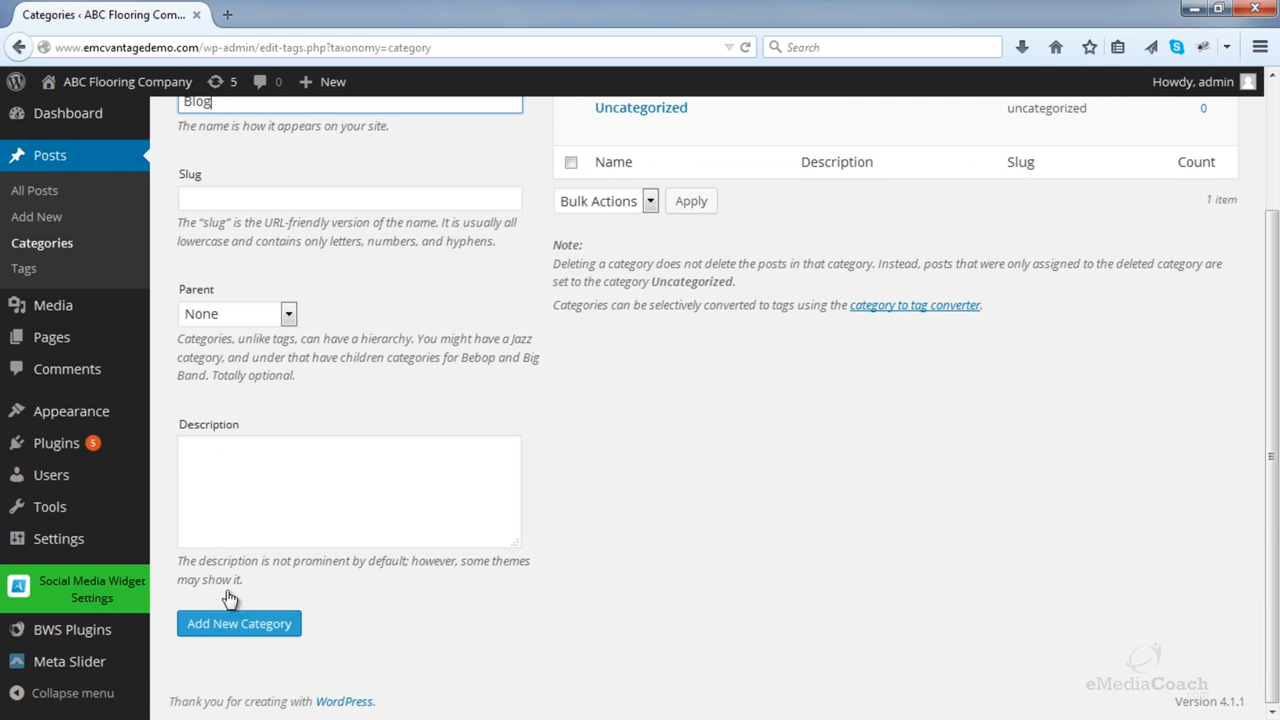 Categories ‹ ABC Flooring Com...
www.emcvantagedemo.com/wp-admin/edit-tags.php?taxonomy=category
Search
ABC Flooring Company
5
0
New
Howdy, admin
Dashboard
Posts
All Posts
Add New
Categories
Tags
Media
Pages
Comments
Appearance
Plugins 5
Users
Tools
Settings
Social Media Widget
Settings
BWS Plugins
Meta Slider
Collapse menu
Blog
The name is how it appears on your site.
Slug
The “slug” is the URL-friendly version of the name. It is usually all
lowercase and contains only letters, numbers, and hyphens.
Parent
None
Categories, unlike tags, can have a hierarchy. You might have a Jazz
category, and under that have children categories for Bebop and Big
Band. Totally optional.
Description
The description is not prominent by default; however, some themes
may show it.
Add New Category
Uncategorized uncategorized 0
Name Description Slug Count
Bulk Actions Apply 1 item
Note:
Deleting a category does not delete the posts in that category. Instead, posts that were only assigned to the deleted category are
set to the category Uncategorized.
Categories can be selectively converted to tags using the category to tag converter.
Thank you for creating with WordPress.
eMediaCoach
.com
Version 4.1.1